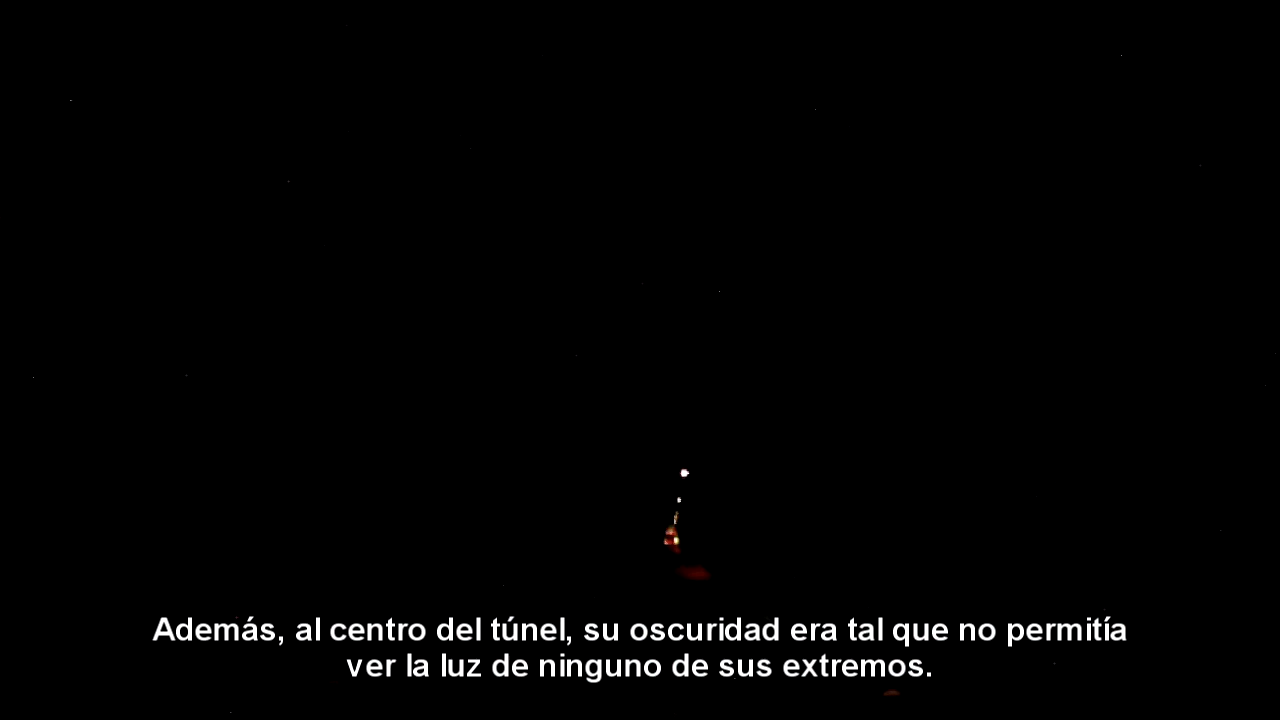 Además, al centro del túnel, su oscuridad era tal que no permitía
ver la luz de ninguno de sus extremos.